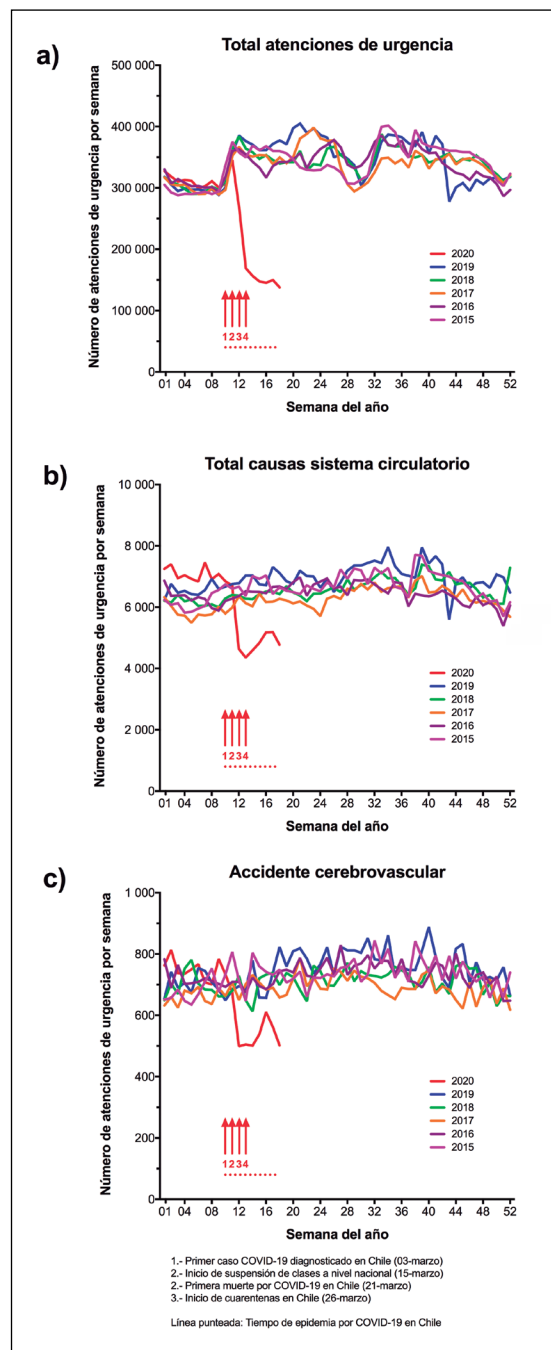 a)
Total atenciones de urgencia
Número de atenciones de urgencia por semana
500 000
400 000
300 000
200 000
100 000
0
2020
2019
2018
2017
2016
2015
1234
01 04 08 12 16 20 24 28 32 36 40 44 48 52
Semana del año
b)
Total causas sistema circulatorio
Número de atenciones de urgencia por semana
10 000
8 000
6 000
4 000
2 000
0
2020
2019
2018
2017
2016
2015
1234
01 04 08 12 16 20 24 28 32 36 40 44 48 52
Semana del año
c)
Accidente cerebrovascular
Número de atenciones de urgencia por semana
1 000
800
600
400
200
0
2020
2019
2018
2017
2016
2015
1234
01 04 08 12 16 20 24 28 32 36 40 44 48 52
Semana del año
1.- Primer caso COVID-19 diagnosticado en Chile (03-marzo)
2.- Inicio de suspensión de clases a nivel nacional (15-marzo)
2.- Primera muerte por COVID-19 en Chile (21-marzo)
3.- Inicio de cuarentenas en Chile (26-marzo)
Línea punteada: Tiempo de epidemia por COVID-19 en Chile